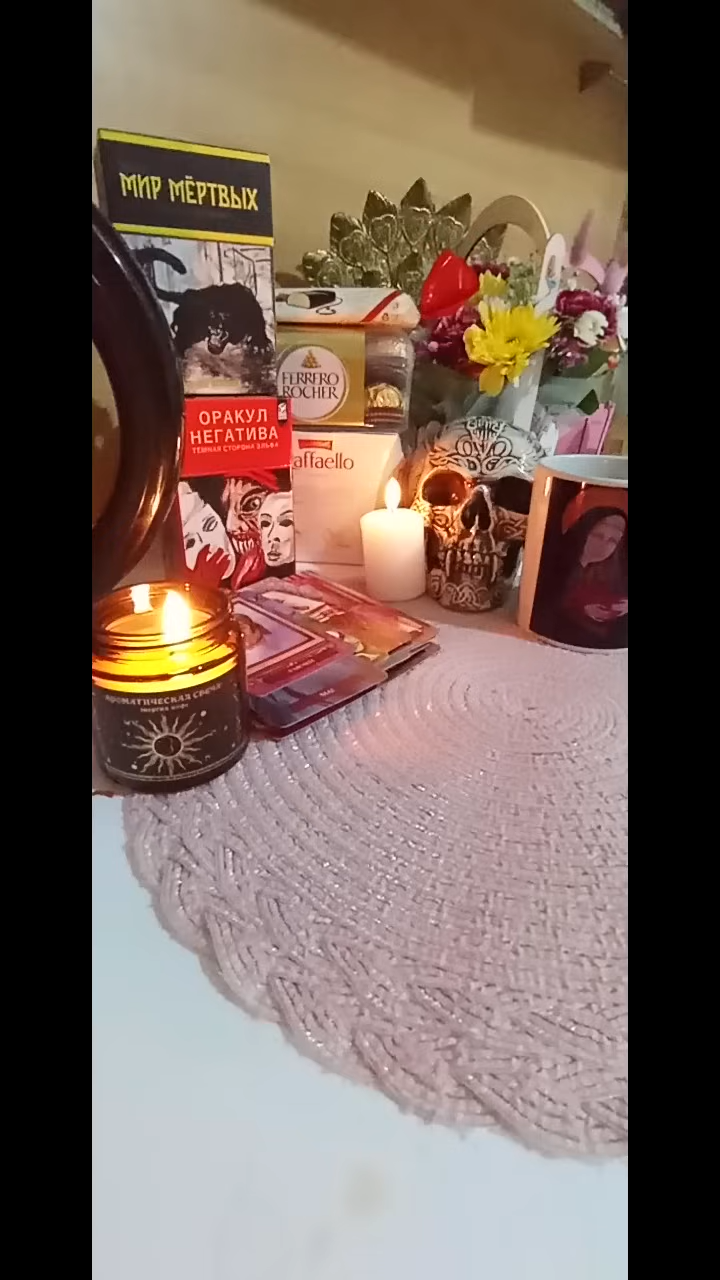 МИР МЁРТВЫХ
FERRERO
ROCHER
ОРАКУЛ
НЕГАТИВА
ТЁМНАЯ СТОРОНА ЭЛЬФА
affaello
АРОМАТИЧЕСКАЯ СВЕЧА